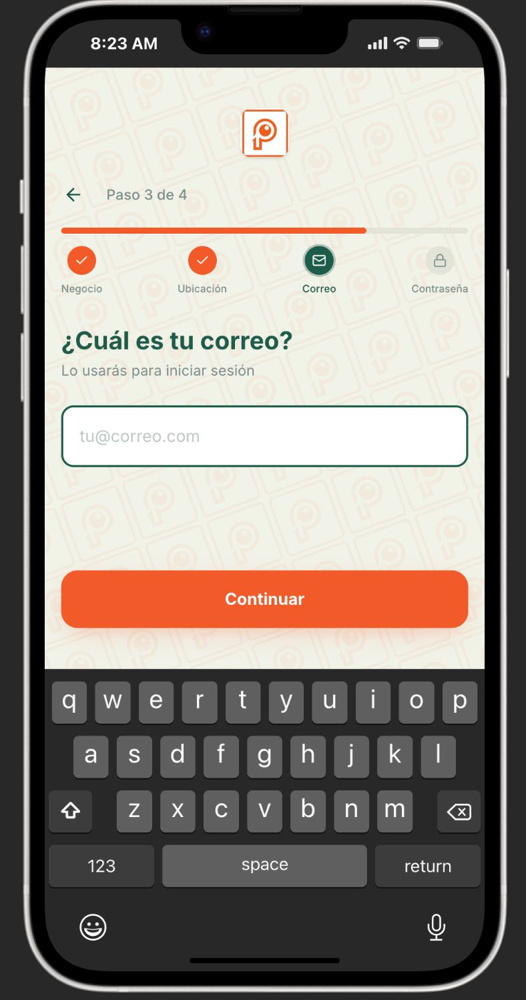 8:23 AM
Paso 3 de 4
Negocio Ubicación Correo Contraseña
¿Cuál es tu correo?
Lo usarás para iniciar sesión
tu@correo.com
Continuar
q w e r t y u i o p
a s d f g h j k l
z x c v b n m
123 space return